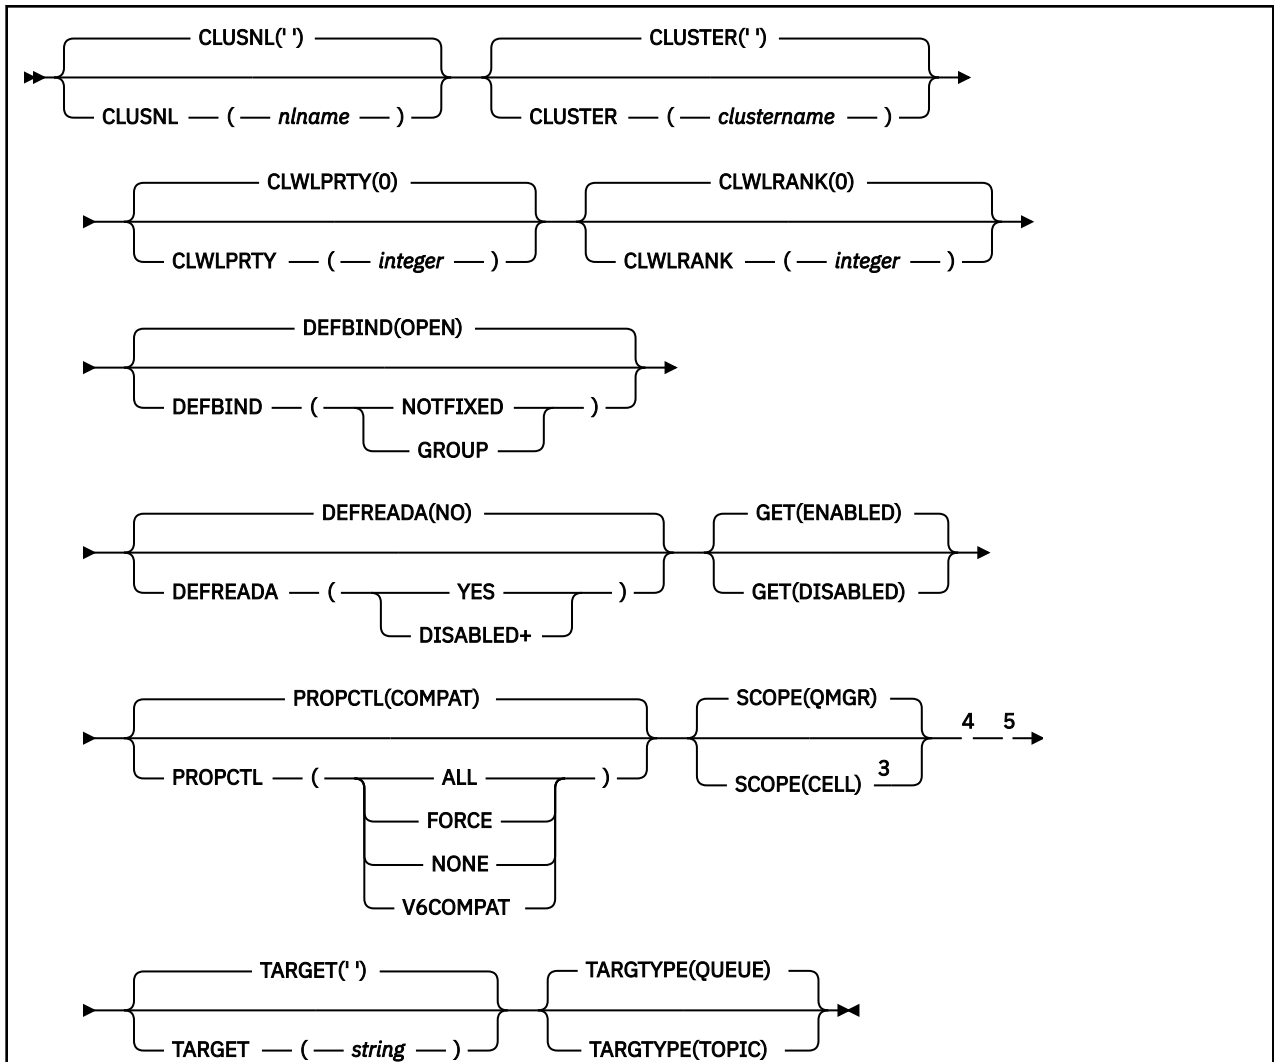 CLUSNL(' ') CLUSTER(' ')
CLUSNL ( nlname ) CLUSTER ( clustername )
CLWLPRTY(0) CLWLRANK(0)
CLWLPRTY ( integer ) CLWLRANK ( integer )
DEFBIND(OPEN)
DEFBIND ( NOTFIXED )
GROUP
DEFREADA(NO) GET(ENABLED)
DEFREADA ( YES ) GET(DISABLED)
DISABLED+
PROPCTL(COMPAT) SCOPE(QMGR)
4 5
PROPCTL ( ALL ) SCOPE(CELL) 3
FORCE
NONE
V6COMPAT
TARGET(' ') TARGTYPE(QUEUE)
TARGET ( string ) TARGTYPE(TOPIC)